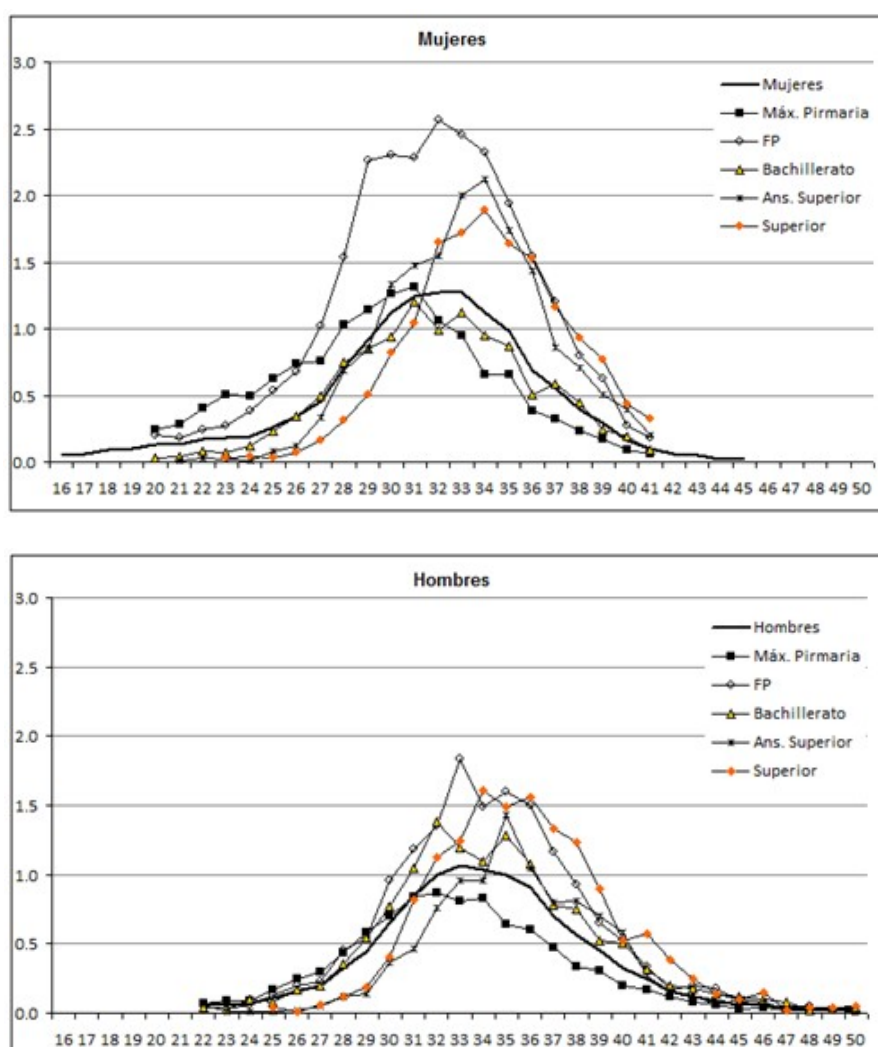 Mujeres
3.0
2.5
2.0
1.5
1.0
0.5
0.0
Mujeres
Máx. Pirmaria
FP
Bachillerato
Ans. Superior
Superior
16 17 18 19 20 21 22 23 24 25 26 27 28 29 30 31 32 33 34 35 36 37 38 39 40 41 42 43 44 45 46 47 48 49 50
Hombres
3.0
2.5
2.0
1.5
1.0
0.5
0.0
Hombres
Máx. Pirmaria
FP
Bachillerato
Ans. Superior
Superior
16 17 18 19 20 21 22 23 24 25 26 27 28 29 30 31 32 33 34 35 36 37 38 39 40 41 42 43 44 45 46 47 48 49 50